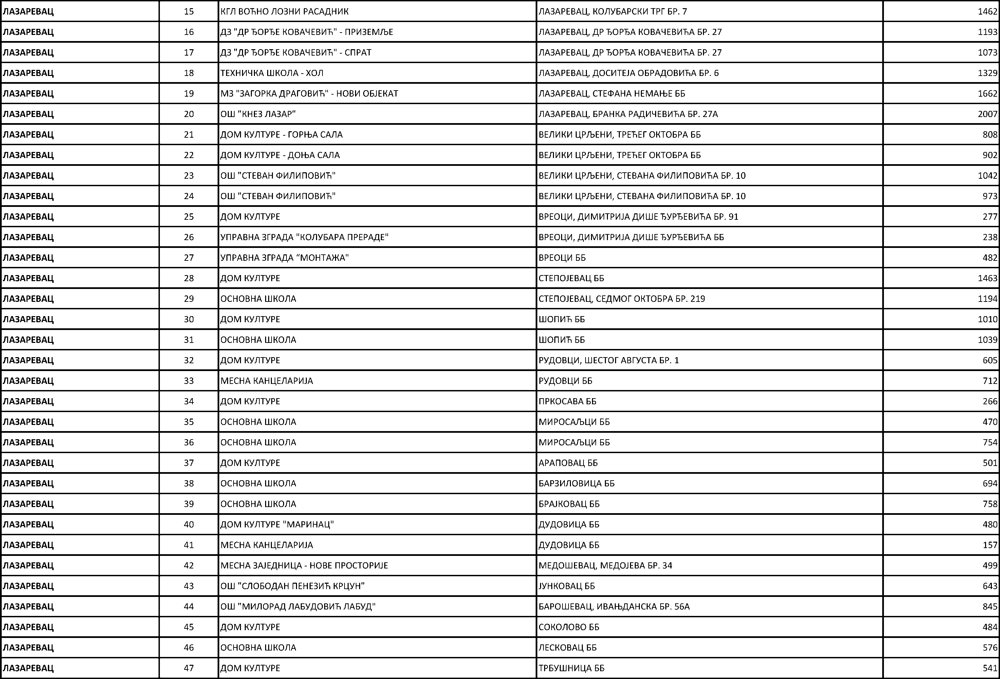 ЛАЗАРЕВАЦ 15 КГЛ ВОЋНО ЛОЗНИ РАСАДНИК ЛАЗАРЕВАЦ, КОЛУБАРСКИ ТРГ БР. 7 1462
ЛАЗАРЕВАЦ 16 ДЗ "ДР ЂОРЂЕ КОВАЧЕВИЋ" - ПРИЗЕМЉЕ ЛАЗАРЕВАЦ, ДР ЂОРЂА КОВАЧЕВИЋА БР. 27 1193
ЛАЗАРЕВАЦ 17 ДЗ "ДР ЂОРЂЕ КОВАЧЕВИЋ" - СПРАТ ЛАЗАРЕВАЦ, ДР ЂОРЂА КОВАЧЕВИЋА БР. 27 1073
ЛАЗАРЕВАЦ 18 ТЕХНИЧКА ШКОЛА - ХОЛ ЛАЗАРЕВАЦ, ДОСИТЕЈА ОБРАДОВИЋА БР. 6 1329
ЛАЗАРЕВАЦ 19 МЗ "ЗАГОРКА ДРАГОВИЋ" - НОВИ ОБЈЕКАТ ЛАЗАРЕВАЦ, СТЕФАНА НЕМАЊЕ ББ 1662
ЛАЗАРЕВАЦ 20 ОШ "КНЕЗ ЛАЗАР" ЛАЗАРЕВАЦ, БРАНКА РАДИЧЕВИЋА БР. 27А 2007
ЛАЗАРЕВАЦ 21 ДОМ КУЛТУРЕ - ГОРЊА САЛА ВЕЛИКИ ЦРЉЕНИ, ТРЕЋЕГ ОКТОБРА ББ 808
ЛАЗАРЕВАЦ 22 ДОМ КУЛТУРЕ - ДОЊА САЛА ВЕЛИКИ ЦРЉЕНИ, ТРЕЋЕГ ОКТОБРА ББ 902
ЛАЗАРЕВАЦ 23 ОШ "СТЕВАН ФИЛИПОВИЋ" ВЕЛИКИ ЦРЉЕНИ, СТЕВАНА ФИЛИПОВИЋА БР. 10 1042
ЛАЗАРЕВАЦ 24 ОШ "СТЕВАН ФИЛИПОВИЋ" ВЕЛИКИ ЦРЉЕНИ, СТЕВАНА ФИЛИПОВИЋА БР. 10 973
ЛАЗАРЕВАЦ 25 ДОМ КУЛТУРЕ ВРЕОЦИ, ДИМИТРИЈА ДИШЕ ЂУРЂЕВИЋА БР. 91 277
ЛАЗАРЕВАЦ 26 УПРАВНА ЗГРАДА "КОЛУБАРА ПРЕРАДЕ" ВРЕОЦИ, ДИМИТРИЈА ДИШЕ ЂУРЂЕВИЋА ББ 238
ЛАЗАРЕВАЦ 27 УПРАВНА ЗГРАДА “МОНТАЖА" ВРЕОЦИ ББ 482
ЛАЗАРЕВАЦ 28 ДОМ КУЛТУРЕ СТЕПОЈЕВАЦ ББ 1463
ЛАЗАРЕВАЦ 29 ОСНОВНА ШКОЛА СТЕПОЈЕВАЦ, СЕДМОГ ОКТОБРА БР. 219 1194
ЛАЗАРЕВАЦ 30 ДОМ КУЛТУРЕ ШОПИЋ ББ 1010
ЛАЗАРЕВАЦ 31 ОСНОВНА ШКОЛА ШОПИЋ ББ 1039
ЛАЗАРЕВАЦ 32 ДОМ КУЛТУРЕ РУДОВЦИ, ШЕСТОГ АВГУСТА БР. 1 605
ЛАЗАРЕВАЦ 33 МЕСНА КАНЦЕЛАРИЈА РУДОВЦИ ББ 712
ЛАЗАРЕВАЦ 34 ДОМ КУЛТУРЕ ПРКОСАВА ББ 266
ЛАЗАРЕВАЦ 35 ОСНОВНА ШКОЛА МИРОСАЉЦИ ББ 470
ЛАЗАРЕВАЦ 36 ОСНОВНА ШКОЛА МИРОСАЉЦИ ББ 754
ЛАЗАРЕВАЦ 37 ДОМ КУЛТУРЕ АРАПОВАЦ ББ 501
ЛАЗАРЕВАЦ 38 ОСНОВНА ШКОЛА БАРЗИЛОВИЦА ББ 694
ЛАЗАРЕВАЦ 39 ОСНОВНА ШКОЛА БРАЈКОВАЦ ББ 758
ЛАЗАРЕВАЦ 40 ДОМ КУЛТУРЕ "МАРИНАЦ" ДУДОВИЦА ББ 480
ЛАЗАРЕВАЦ 41 МЕСНА КАНЦЕЛАРИЈА ДУДОВИЦА ББ 157
ЛАЗАРЕВАЦ 42 МЕСНА ЗАЈЕДНИЦА - НОВЕ ПРОСТОРИЈЕ МЕДОШЕВАЦ, МЕДОЈЕВА БР. 34 499
ЛАЗАРЕВАЦ 43 ОШ "СЛОБОДАН ПЕНЕЗИЋ КРЦУН" ЈУНКОВАЦ ББ 643
ЛАЗАРЕВАЦ 44 ОШ "МИЛОРАД ЛАБУДОВИЋ ЛАБУД" БАРОШЕВАЦ, ИВАЊДАНСКА БР. 56А 845
ЛАЗАРЕВАЦ 45 ДОМ КУЛТУРЕ СОКОЛОВО ББ 484
ЛАЗАРЕВАЦ 46 ОСНОВНА ШКОЛА ЛЕСКОВАЦ ББ 576
ЛАЗАРЕВАЦ 47 ДОМ КУЛТУРЕ ТРБУШНИЦА ББ 541